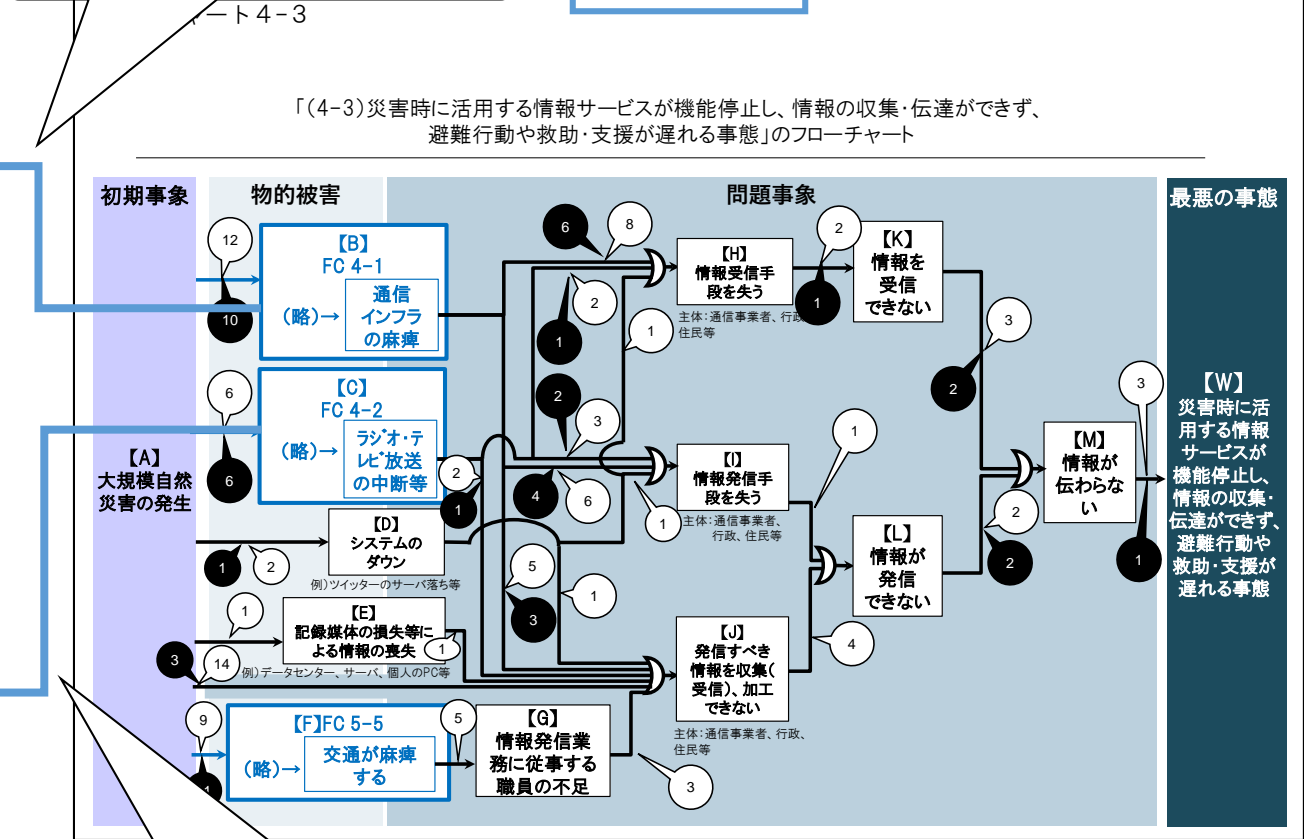 ート4-3
「(4-3)災害時に活用する情報サービスが機能停止し、情報の収集・伝達ができず、
避難行動や救助・支援が遅れる事態」のフローチャート
初期事象
物的被害
問題事象
最悪の事態
【A】
大規模自然
災害の発生
12
10
【B】
FC 4-1
(略)→
通信
インフラ
の麻痺
6
6
【C】
FC 4-2
(略)→
ラジオ・テ
レビ放送
の中断等
1
2
【D】
システムの
ダウン
例)ツイッターのサーバ落ち等
1
【E】
記録媒体の損失等に
よる情報の喪失
1
例)データセンター、サーバ、個人のPC等
3
14
9
【F】FC 5-5
(略)→
交通が麻痺
する
5
【G】
情報発信業
務に従事する
職員の不足
3
6
8
2
1
1
2
3
4
6
1
2
1
5
3
1
【H】
情報受信手
段を失う
主体:通信事業者、行政
住民等
2
1
【I】
情報発信手
段を失う
主体:通信事業者、
行政、住民等
1
【J】
発信すべき
情報を収集(
受信)、加工
できない
主体:通信事業者、行政、
住民等
4
【K】
情報を
受信
できない
3
2
【L】
情報が
発信
できない
2
2
【M】
情報が
伝わらな
い
3
1
【W】
災害時に活
用する情報
サービスが
機能停止し、
情報の収集・
伝達ができず、
避難行動や
救助・支援が
遅れる事態